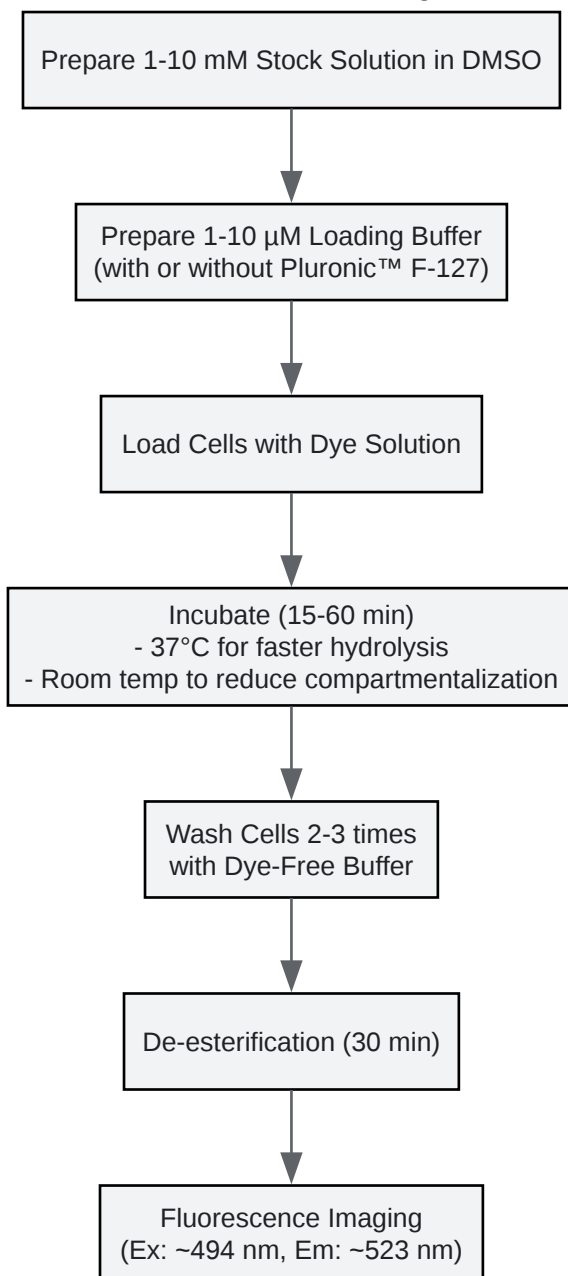 Prepare 1-10 mM Stock Solution in DMSO
Prepare 1-10 µM Loading Buffer
(with or without Pluronic™ F-127)
Load Cells with Dye Solution
Incubate (15-60 min)
- 37°C for faster hydrolysis
- Room temp to reduce compartmentalization
Wash Cells 2-3 times
with Dye-Free Buffer
De-esterification (30 min)
Fluorescence Imaging
(Ex: ~494 nm, Em: ~523 nm)